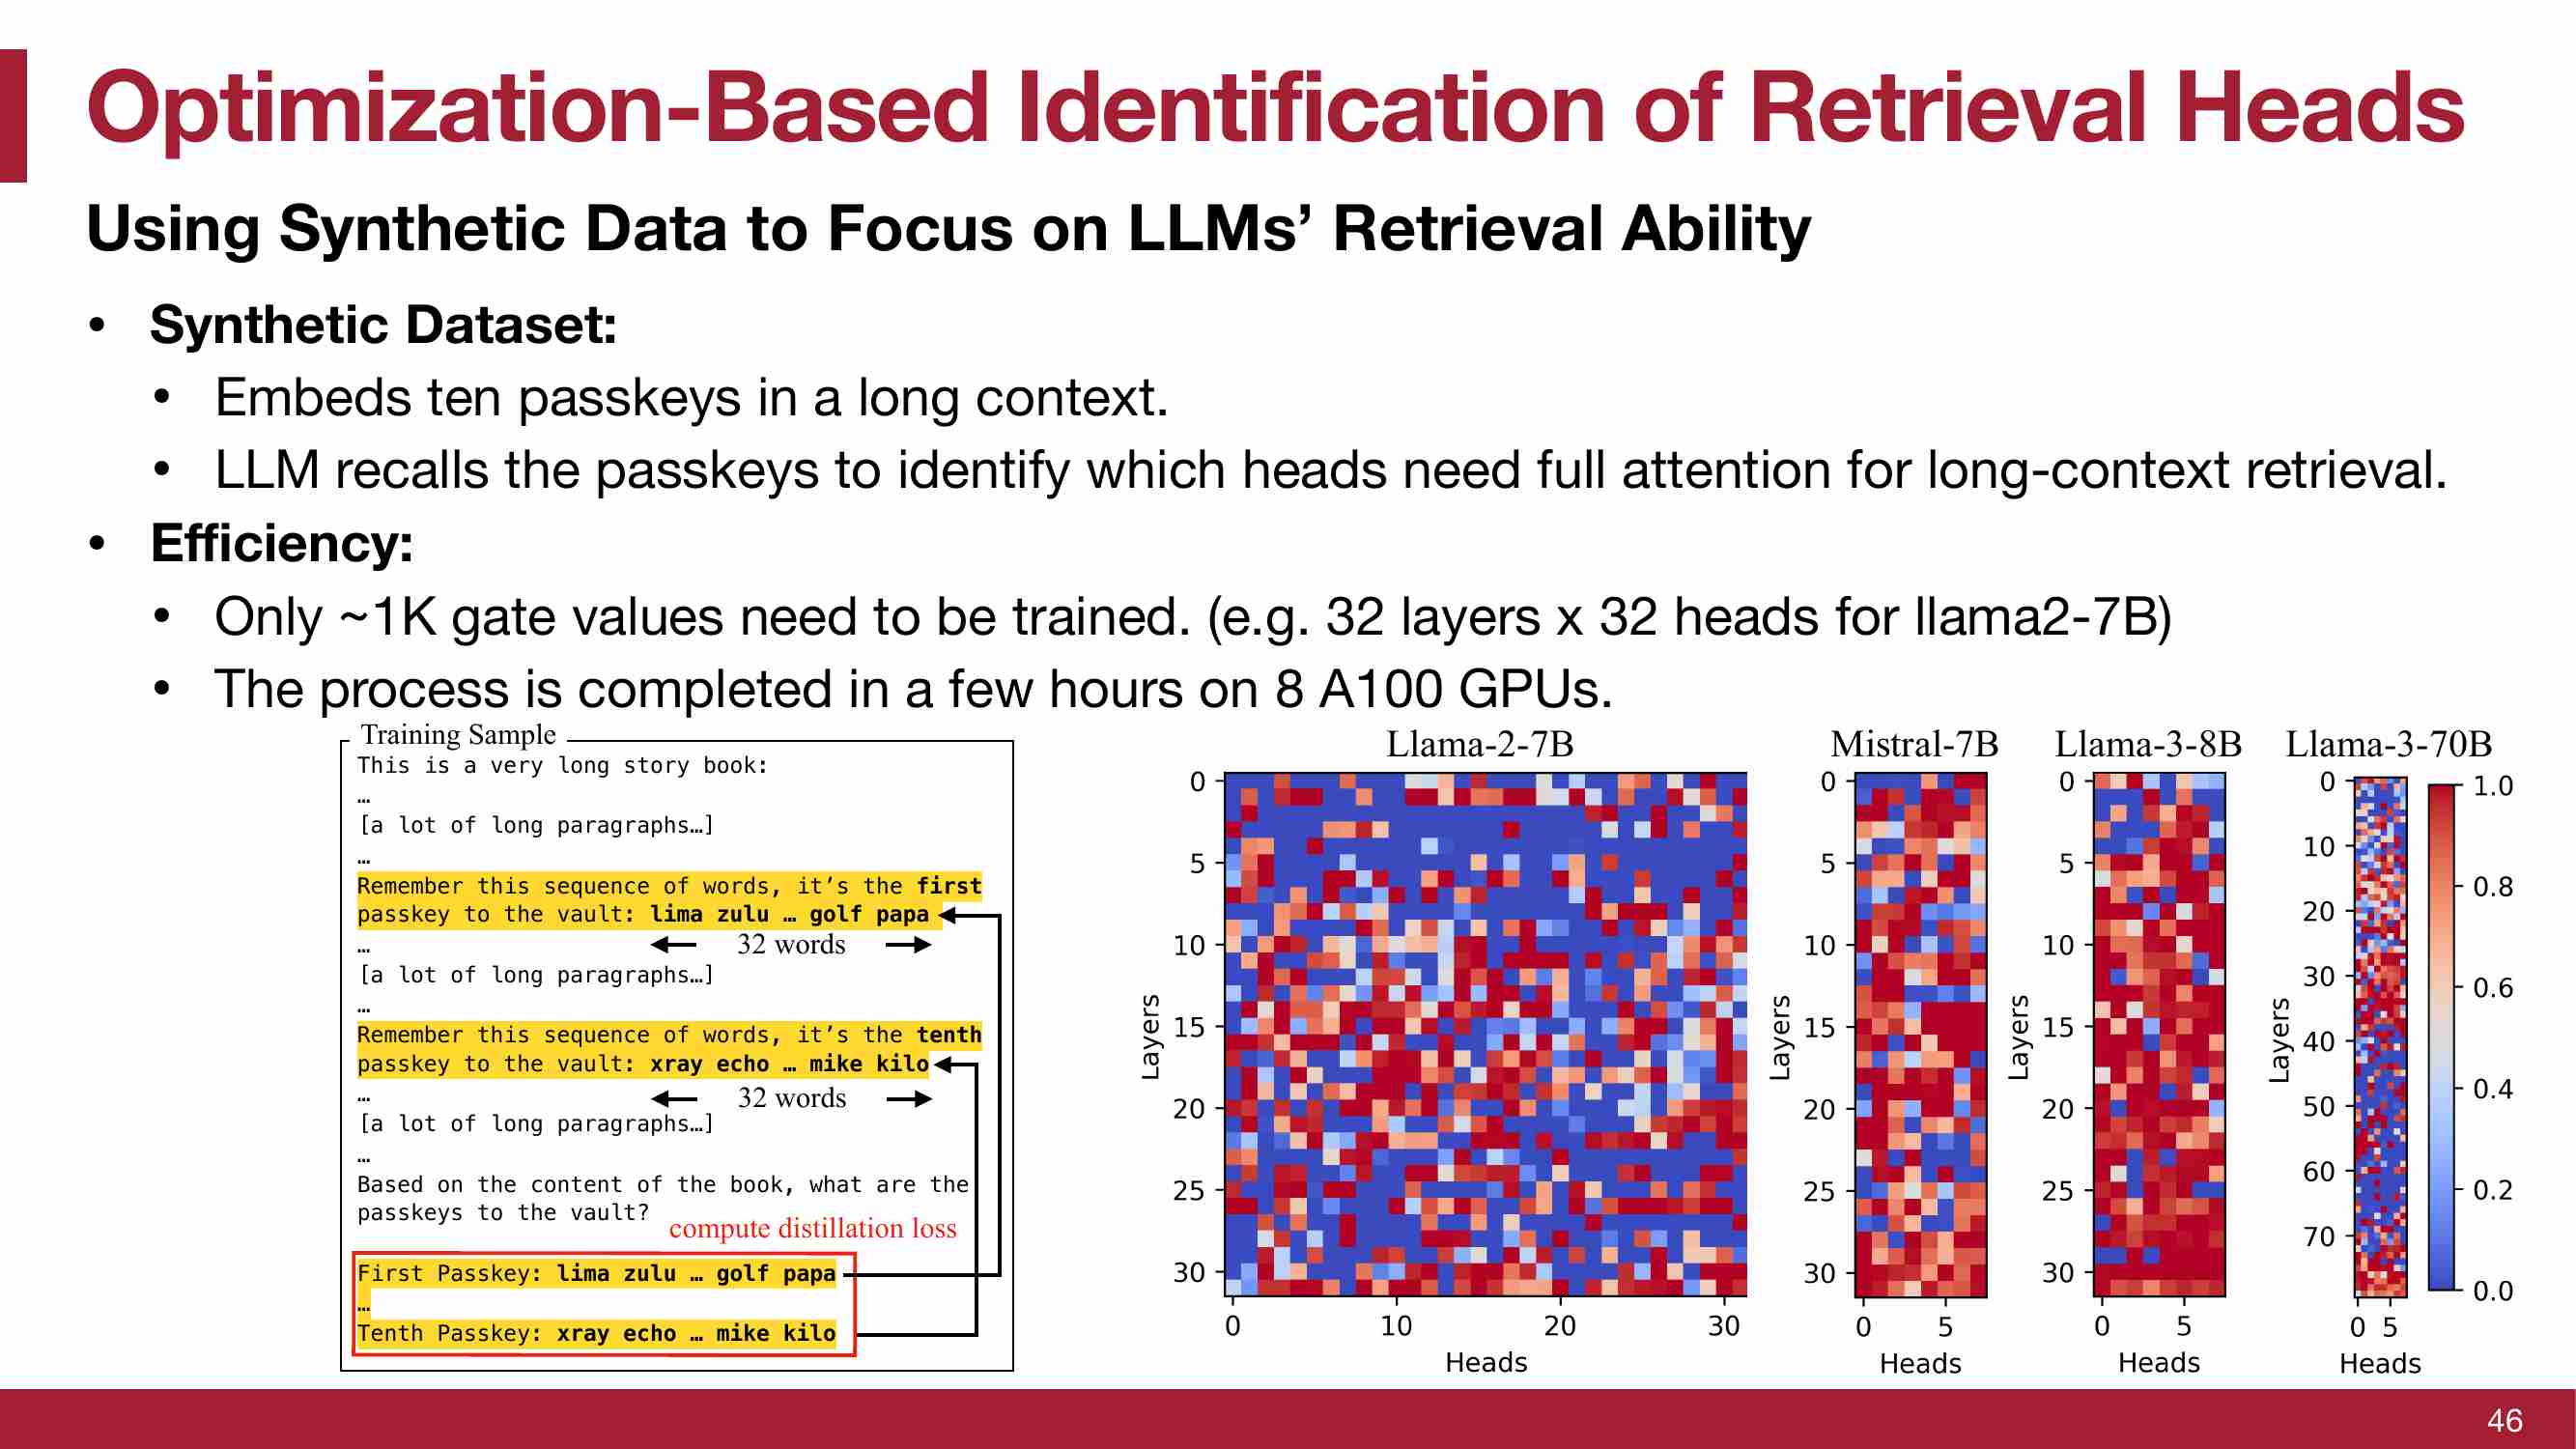 Optimization-Based Identification of Retrieval Heads
Using Synthetic Data to Focus on LLMs’ Retrieval Ability
• Synthetic Dataset:
• Embeds ten passkeys in a long context.
• LLM recalls the passkeys to identify which heads need full attention for long-context retrieval.
• Efficiency:
• Only ~1K gate values need to be trained. (e.g. 32 layers x 32 heads for llama2-7B)
• The process is completed in a few hours on 8 A100 GPUs.
Training Sample
This is a very long story book:
…
[a lot of long paragraphs…]
…
Remember this sequence of words, it’s the first
passkey to the vault: lima zulu … golf papa
… 32 words
[a lot of long paragraphs…]
…
Remember this sequence of words, it’s the tenth
passkey to the vault: xray echo … mike kilo
… 32 words
[a lot of long paragraphs…]
…
Based on the content of the book, what are the
passkeys to the vault?
compute distillation loss
First Passkey: lima zulu … golf papa
…
Tenth Passkey: xray echo … mike kilo
Llama-2-7B
0
5
10
15
20
25
30
Layers
0 10 20 30
Heads
Mistral-7B
0
5
10
15
20
25
30
Layers
0 5
Heads
Llama-3-8B
0
5
10
15
20
25
30
Layers
0 5
Heads
Llama-3-70B
0
10
20
30
40
50
60
70
Layers
0 5
Heads
1.0
0.8
0.6
0.4
0.2
0.0
46